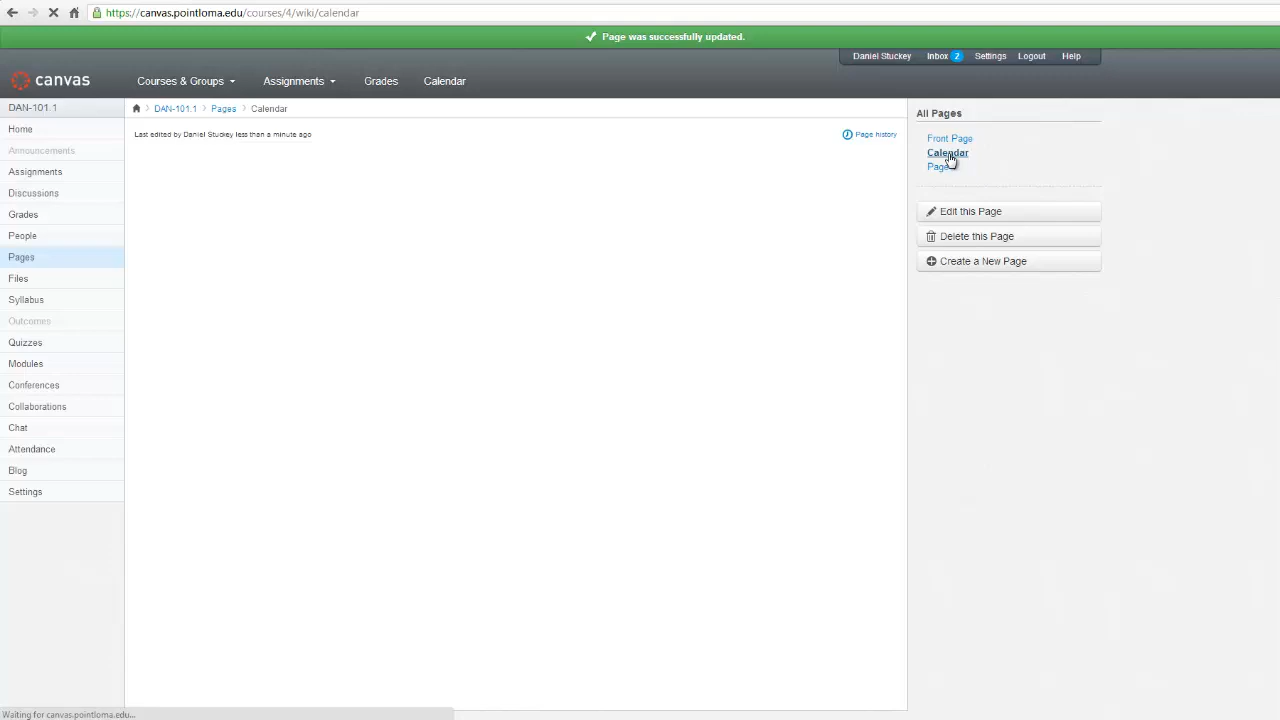 https://canvas.pointloma.edu/courses/4/wiki/calendar
Page was successfully updated.
Daniel Stuckey Inbox 2 Settings Logout Help
canvas Courses & Groups Assignments Grades Calendar
DAN-101.1
DAN-101.1 Pages Calendar
Last edited by Daniel Stuckey less than a minute ago
Page history
Home
Announcements
Assignments
Discussions
Grades
People
Pages
Files
Syllabus
Outcomes
Quizzes
Modules
Conferences
Collaborations
Chat
Attendance
Blog
Settings
All Pages
Front Page
Calendar
Page
Edit this Page
Delete this Page
Create a New Page
Waiting for canvas.pointloma.edu...